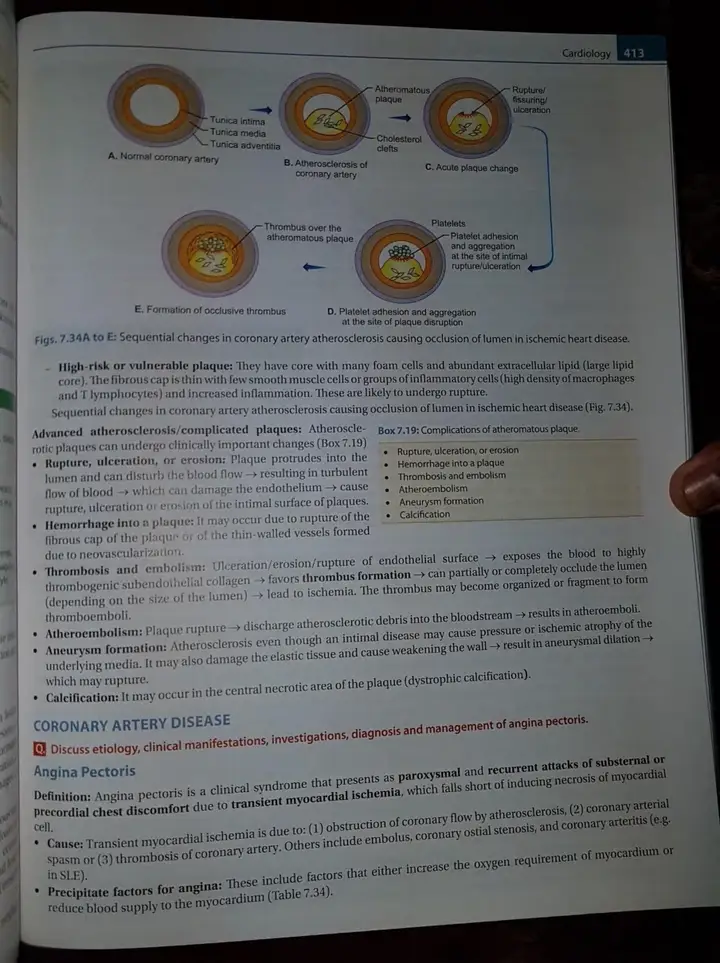 Cardiology 413
Tunica intima
Tunica media
Tunica adventitia
A. Normal coronary artery
Atheromatous
plaque
Cholesterol
clefts
B. Atherosclerosis of
coronary artery
Rupture/
fissuring/
ulceration
C. Acute plaque change
Thrombus over the
atheromatous plaque
E. Formation of occlusive thrombus
Platelets
Platelet adhesion
and aggregation
at the site of intimal
rupture/ulceration
D. Platelet adhesion and aggregation
at the site of plaque disruption
Figs. 7.34A to E: Sequential changes in coronary artery atherosclerosis causing occlusion of lumen in ischemic heart disease.
– High-risk or vulnerable plaque: They have core with many foam cells and abundant extracellular lipid (large lipid
core). The fibrous cap is thin with few smooth muscle cells or groups of inflammatory cells (high density of macrophages
and T lymphocytes) and increased inflammation. These are likely to undergo rupture.
Sequential changes in coronary artery atherosclerosis causing occlusion of lumen in ischemic heart disease (Fig. 7.34).
Advanced atherosclerosis/complicated plaques: Atheroscle-
rotic plaques can undergo clinically important changes (Box 7.19)
• Rupture, ulceration, or erosion: Plaque protrudes into the
lumen and can disturb the blood flow → resulting in turbulent
flow of blood → which can damage the endothelium → cause
rupture, ulceration or erosion of the intimal surface of plaques.
• Hemorrhage into a plaque: It may occur due to rupture of the
fibrous cap of the plaque or of the thin-walled vessels formed
due to neovascularization.
Box 7.19: Complications of atheromatous plaque.
• Rupture, ulceration, or erosion
• Hemorrhage into a plaque
• Thrombosis and embolism
• Atheroembolism
• Aneurysm formation
• Calcification
• Thrombosis and embolism: Ulceration/erosion/rupture of endothelial surface → exposes the blood to highly
thrombogenic subendothelial collagen → favors thrombus formation → can partially or completely occlude the lumen
(depending on the size of the lumen) → lead to ischemia. The thrombus may become organized or fragment to form
thromboemboli.
• Atheroembolism: Plaque rupture → discharge atherosclerotic debris into the bloodstream → results in atheroemboli.
• Aneurysm formation: Atherosclerosis even though an intimal disease may cause pressure or ischemic atrophy of the
underlying media. It may also damage the elastic tissue and cause weakening the wall → result in aneurysmal dilation →
which may rupture.
• Calcification: It may occur in the central necrotic area of the plaque (dystrophic calcification).
CORONARY ARTERY DISEASE
Q. Discuss etiology, clinical manifestations, investigations, diagnosis and management of angina pectoris.
Angina Pectoris
Definition: Angina pectoris is a clinical syndrome that presents as paroxysmal and recurrent attacks of substernal or
precordial chest discomfort due to transient myocardial ischemia, which falls short of inducing necrosis of myocardial
cell.
• Cause: Transient myocardial ischemia is due to: (1) obstruction of coronary flow by atherosclerosis, (2) coronary arterial
spasm or (3) thrombosis of coronary artery. Others include embolus, coronary ostial stenosis, and coronary arteritis (e.g.
in SLE).
• Precipitate factors for angina: These include factors that either increase the oxygen requirement of myocardium or
reduce blood supply to the myocardium (Table 7.34).